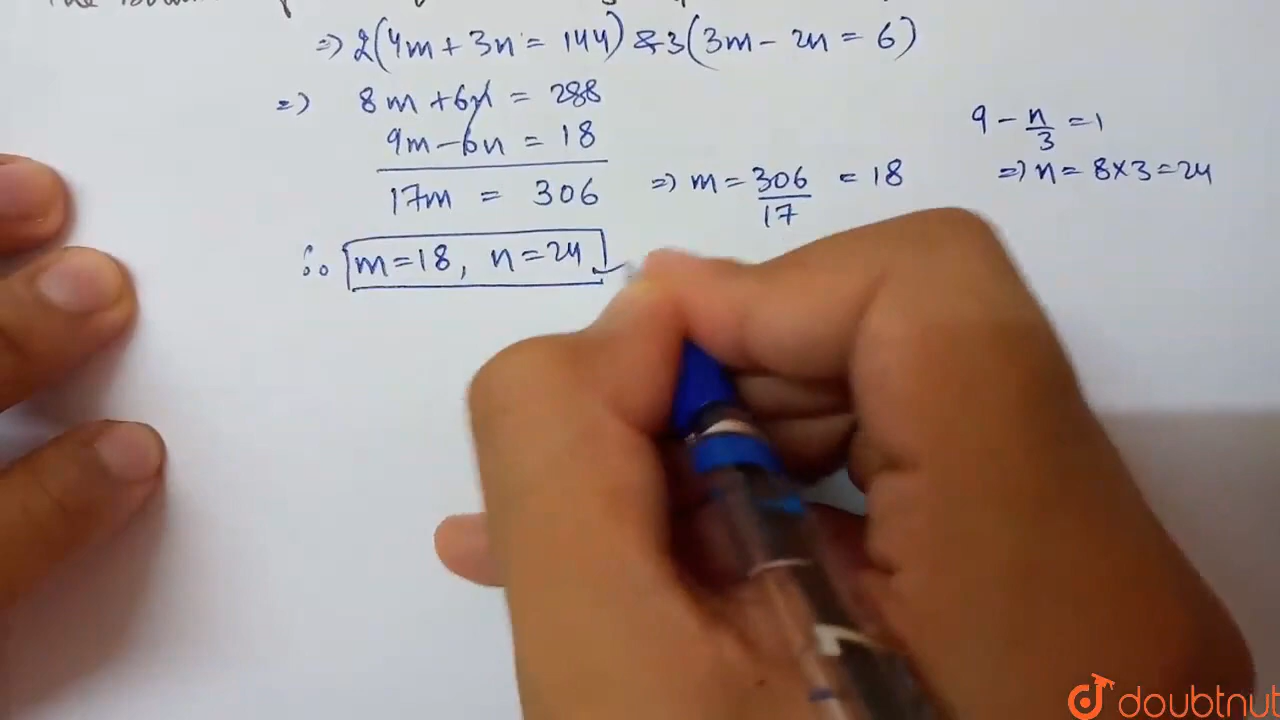 ⇒ 2(4m + 3n = 144) & 3(3m - 2n = 6)
⇒ 8m + 6n = 288
9m - 6n = 18
17m = 306 ⇒ m = 306/17 = 18
9 - n/3 = 1
⇒ n = 8×3 = 24
∴ m = 18, n = 24
doubtnut